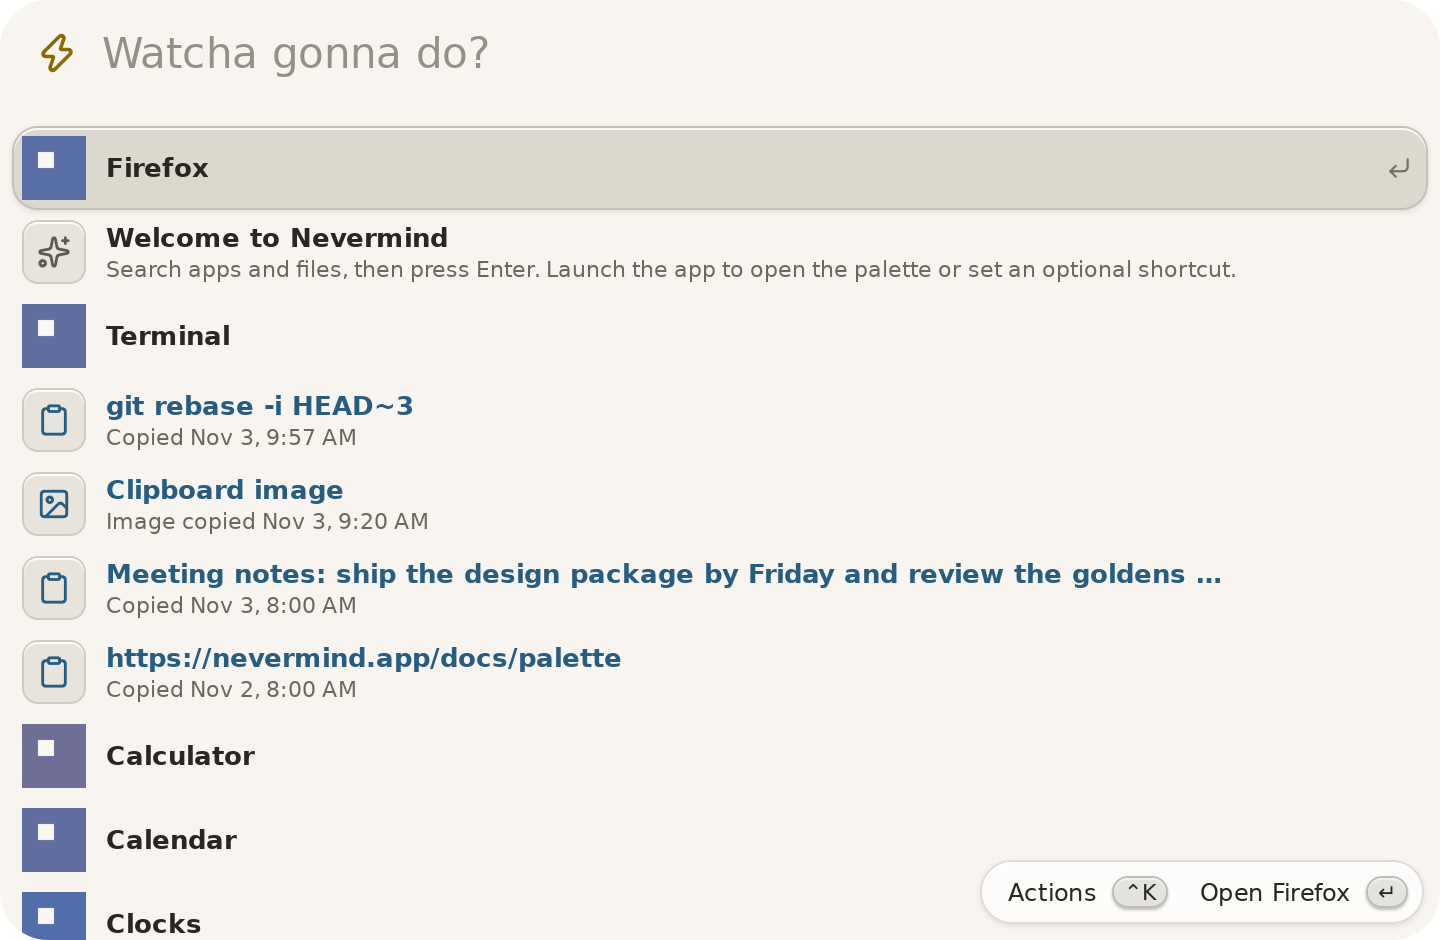 Watcha gonna do?
Firefox
Welcome to Nevermind
Search apps and files, then press Enter. Launch the app to open the palette or set an optional shortcut.
Terminal
git rebase -i HEAD~3
Copied Nov 3, 9:57 AM
Clipboard image
Image copied Nov 3, 9:20 AM
Meeting notes: ship the design package by Friday and review the goldens ...
Copied Nov 3, 8:00 AM
https://nevermind.app/docs/palette
Copied Nov 2, 8:00 AM
Calculator
Calendar
Clocks
Actions ^K Open Firefox ↵